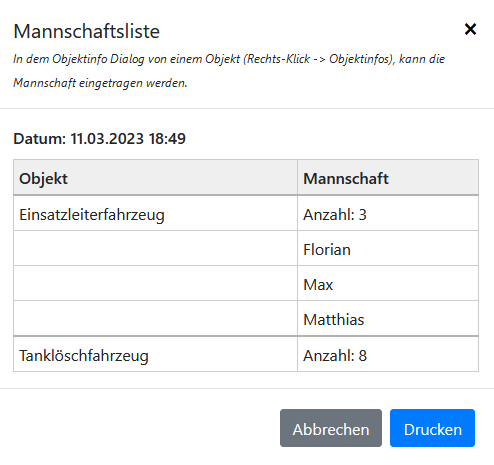 Mannschaftsliste ×
In dem Objektinfo Dialog von einem Objekt (Rechts-Klick -> Objektinfos), kann die
Mannschaft eingetragen werden.
Datum: 11.03.2023 18:49
Objekt Mannschaft
Einsatzleiterfahrzeug Anzahl: 3
Florian
Max
Matthias
Tanklöschfahrzeug Anzahl: 8
Abbrechen Drucken